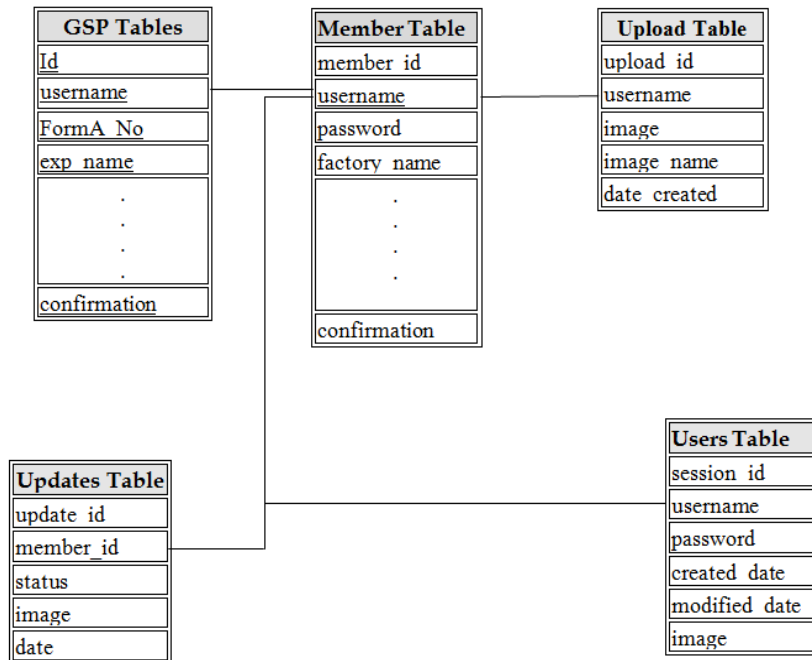 GSP Tables
Id
username
FormA_No
exp_name
.
.
.
.
confirmation
Member Table
member_id
username
password
factory_name
.
.
.
.
confirmation
Upload Table
upload_id
username
image
image_name
date_created
Updates Table
update_id
member_id
status
image
date
Users Table
session_id
username
password
created_date
modified_date
image